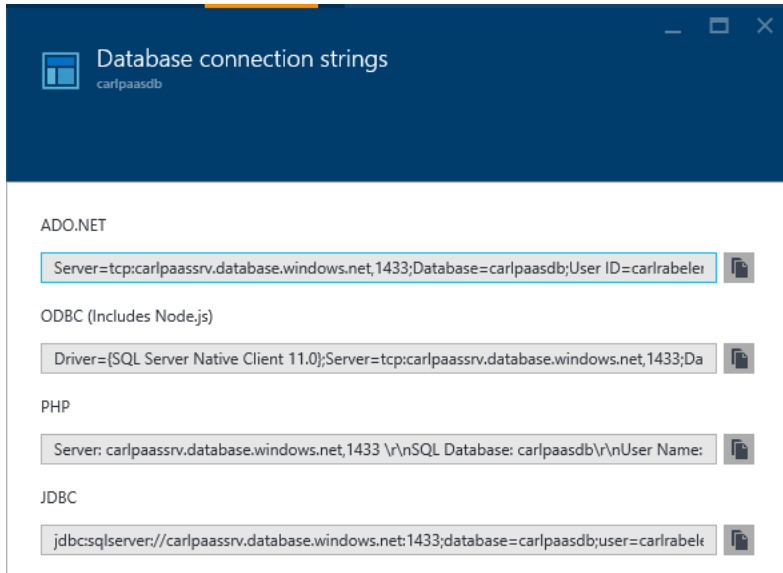 Database connection strings
carlpaasdb
ADO.NET
Server=tcp:carlpaassrv.database.windows.net,1433;Database=carlpaasdb;User ID=carlrabeler
ODBC (Includes Node.js)
Driver={SQL Server Native Client 11.0};Server=tcp:carlpaassrv.database.windows.net,1433;Da
PHP
Server: carlpaassrv.database.windows.net,1433 \r\nSQL Database: carlpaasdb\r\nUser Name:
JDBC
jdbc:sqlserver://carlpaassrv.database.windows.net:1433;database=carlpaasdb;user=carlrabele